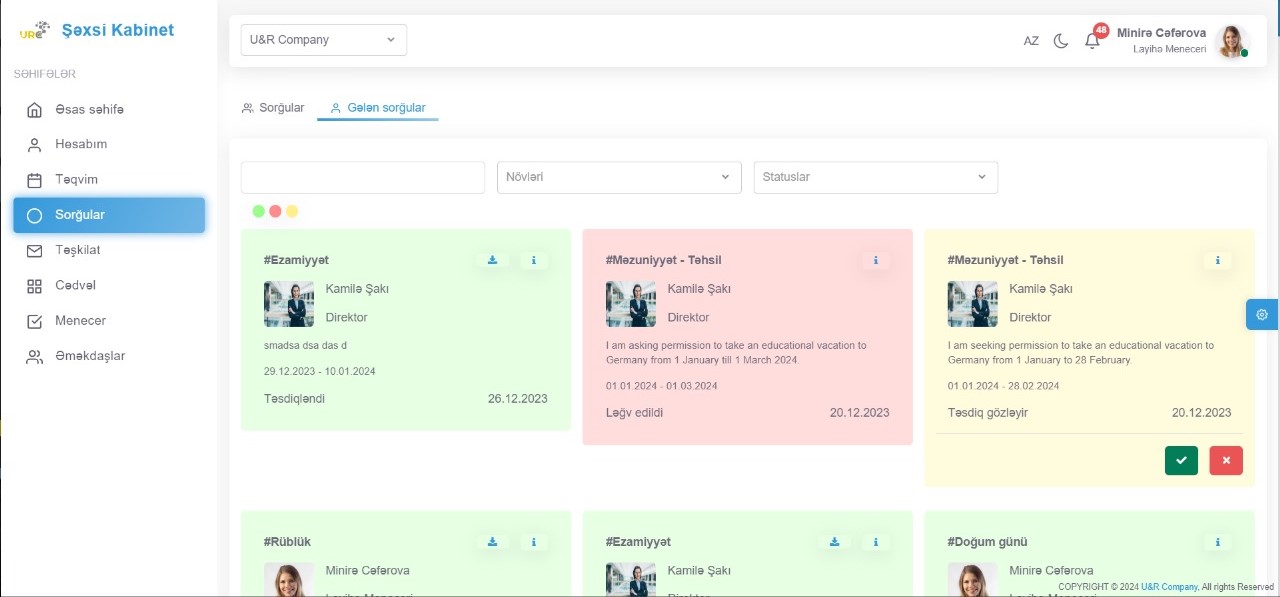 URC Şəxsi Kabinet
U&R Company
AZ
48
Minirə Cəfərova
Layihə Meneceri
SƏHIFƏLƏR
Əsas səhifə
Hesabım
Təqvim
Sorğular
Təşkilat
Cədvəl
Menecer
Əməkdaşlar
Sorğular
Gələn sorğular
Növləri
Statuslar
#Ezamiyyət
Kamilə Şakı
Direktor
smadsa dsa das d
29.12.2023 - 10.01.2024
Təsdiqləndi 26.12.2023
#Məzuniyyət - Təhsil
Kamilə Şakı
Direktor
I am asking permission to take an educational vacation to
Germany from 1 January till 1 March 2024.
01.01.2024 - 01.03.2024
Ləğv edildi 20.12.2023
#Məzuniyyət - Təhsil
Kamilə Şakı
Direktor
I am seeking permission to take an educational vacation to
Germany from 1 January to 28 February.
01.01.2024 - 28.02.2024
Təsdiq gözləyir 20.12.2023
#Rüblük
Minirə Cəfərova
Layihə Meneceri
#Ezamiyyət
Kamilə Şakı
Direktor
#Doğum günü
Minirə Cəfərova
Layihə Meneceri
COPYRIGHT © 2024 U&R Company, All rights Reserved